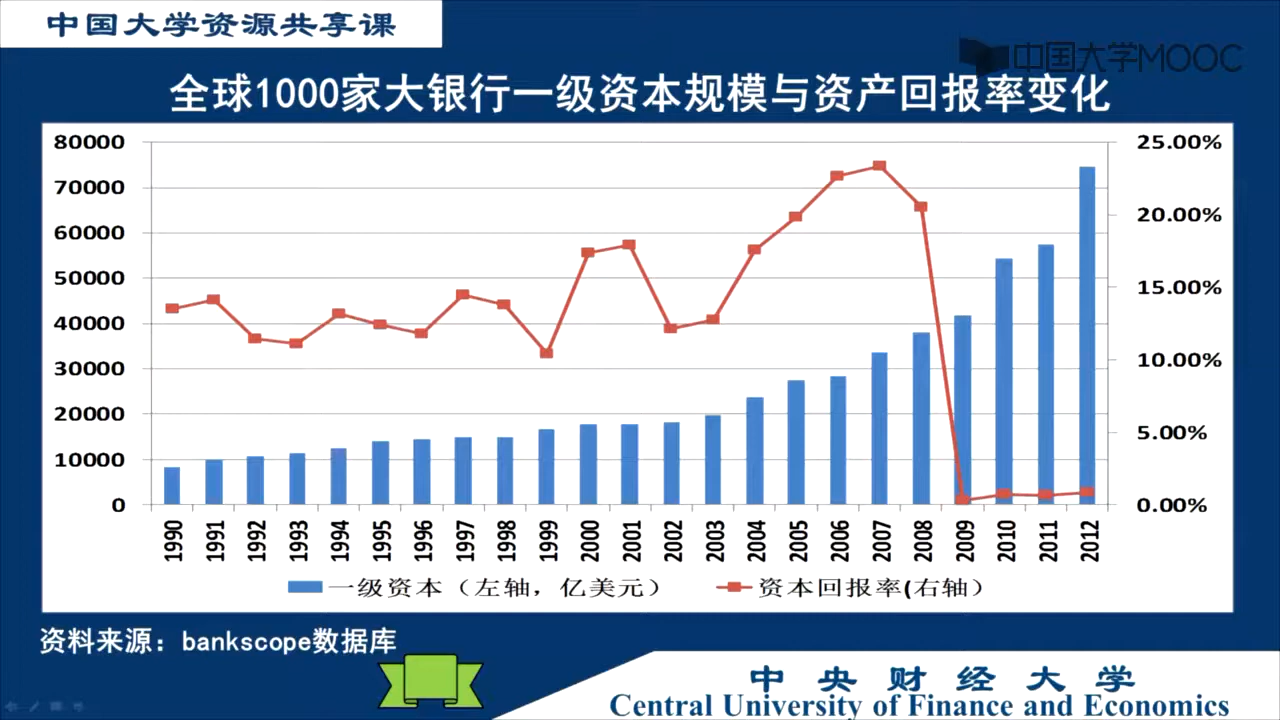 中国大学资源共享课
中国大学MOOC
全球1000家大银行一级资本规模与资产回报率变化
80000
70000
60000
50000
40000
30000
20000
10000
0
25.00%
20.00%
15.00%
10.00%
5.00%
0.00%
1990 1991 1992 1993 1994 1995 1996 1997 1998 1999 2000 2001 2002 2003 2004 2005 2006 2007 2008 2009 2010 2011 2012
一级资本（左轴，亿美元） 资本回报率(右轴）
资料来源：bankscope数据库
中央财经大学
Central University of Finance and Economics